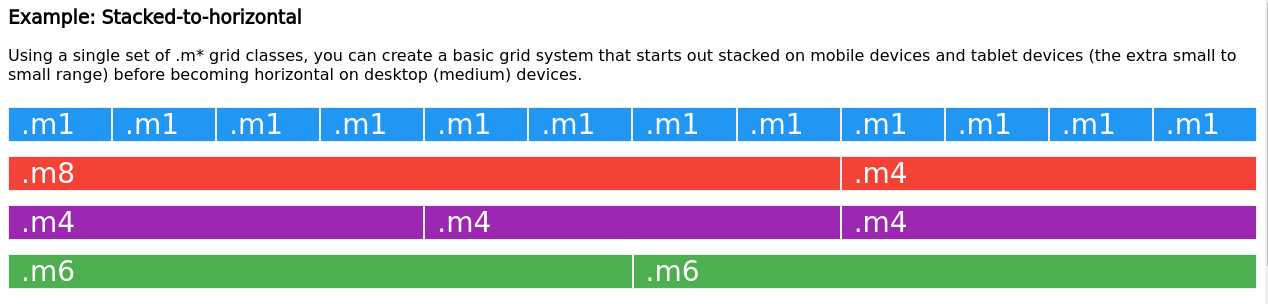 Example: Stacked-to-horizontal
Using a single set of .m* grid classes, you can create a basic grid system that starts out stacked on mobile devices and tablet devices (the extra small to
small range) before becoming horizontal on desktop (medium) devices.
.m1 .m1 .m1 .m1 .m1 .m1 .m1 .m1 .m1 .m1 .m1 .m1
.m8 .m4
.m4 .m4 .m4
.m6 .m6